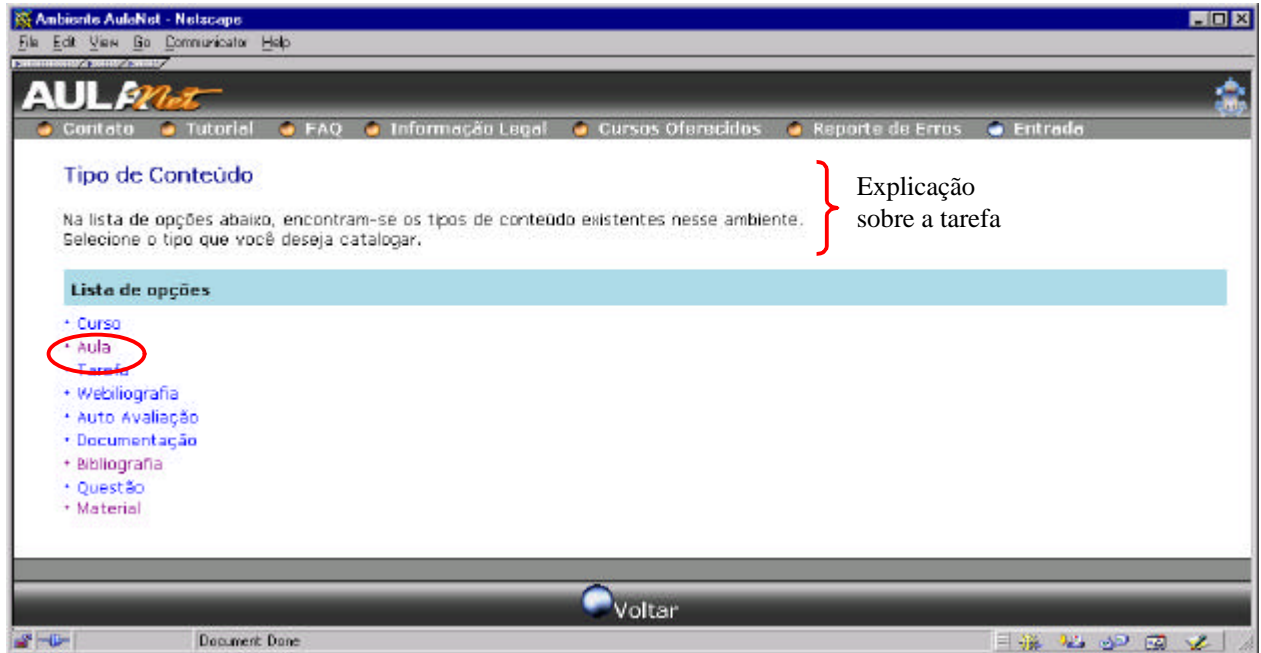 Ambiente AulaNet - Netscape
File Edit View Go Communicator Help
AULANet
Contato Tutorial FAQ Informação Legal Cursos Oferecidos Reporte de Erros Entrada
Tipo de Conteúdo
Na lista de opções abaixo, encontram-se os tipos de conteúdo existentes nesse ambiente.
Selecione o tipo que você deseja catalogar.
Explicação
sobre a tarefa
Lista de opções
Curso
Aula
Tarefa
Webiliografia
Auto Avaliação
Documentação
Bibliografia
Questão
Material
Voltar
Document: Done